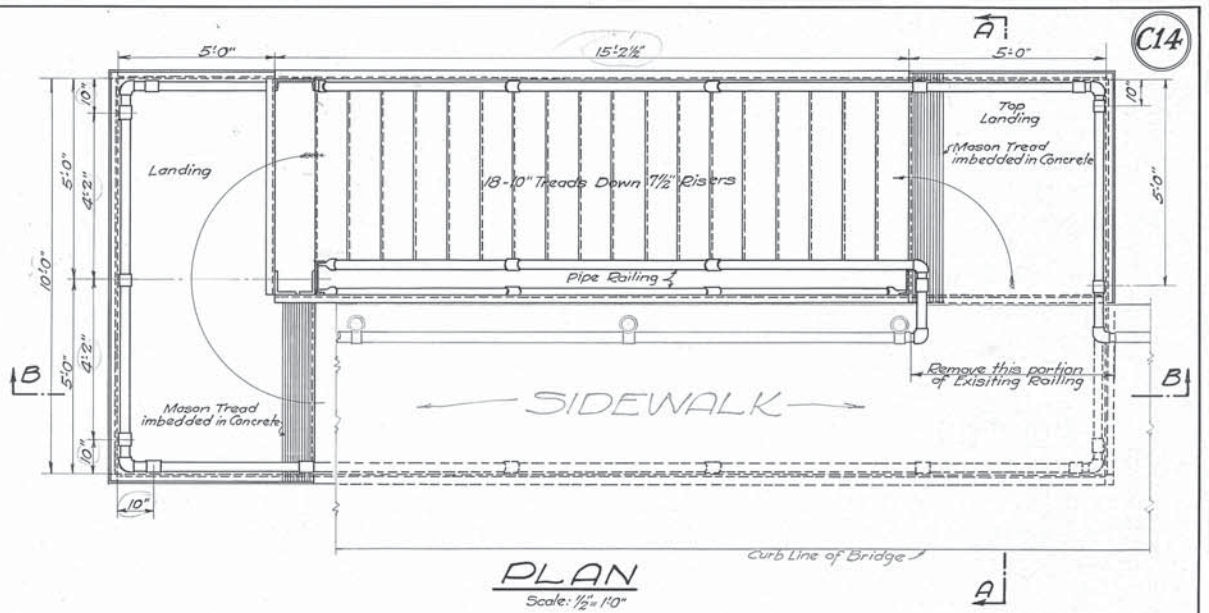 A
C14
5'-0"
15'-2½"
5'-0"
10"
10"
Top
Landing
Landing
Mason Tread
imbedded in Concrete
5'-0"
4'-2"
18-10" Treads Down 7½" Risers
5'-0"
10'-0"
Pipe Railing
5'-0"
4'-2"
B
Remove this portion
of Exisiting Railing
B
SIDEWALK
Mason Tread
imbedded in Concrete
10"
10"
Curb Line of Bridge
PLAN
Scale: ½"=1'-0"
A